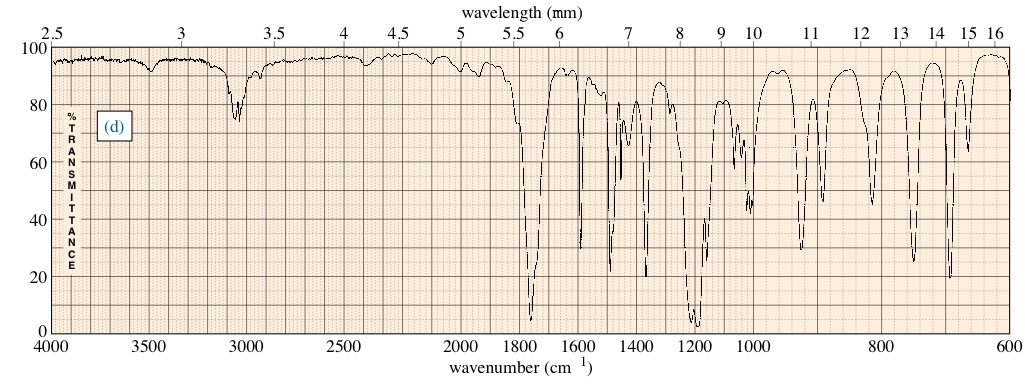 wavelength (mm)
2.5 3 3.5 4 4.5 5 5.5 6 7 8 9 10 11 12 13 14 15 16
100
80
60
40
20
0
% TRANSMITTANCE
(d)
4000 3500 3000 2500 2000 1800 1600 1400 1200 1000 800 600
wavenumber (cm 1)